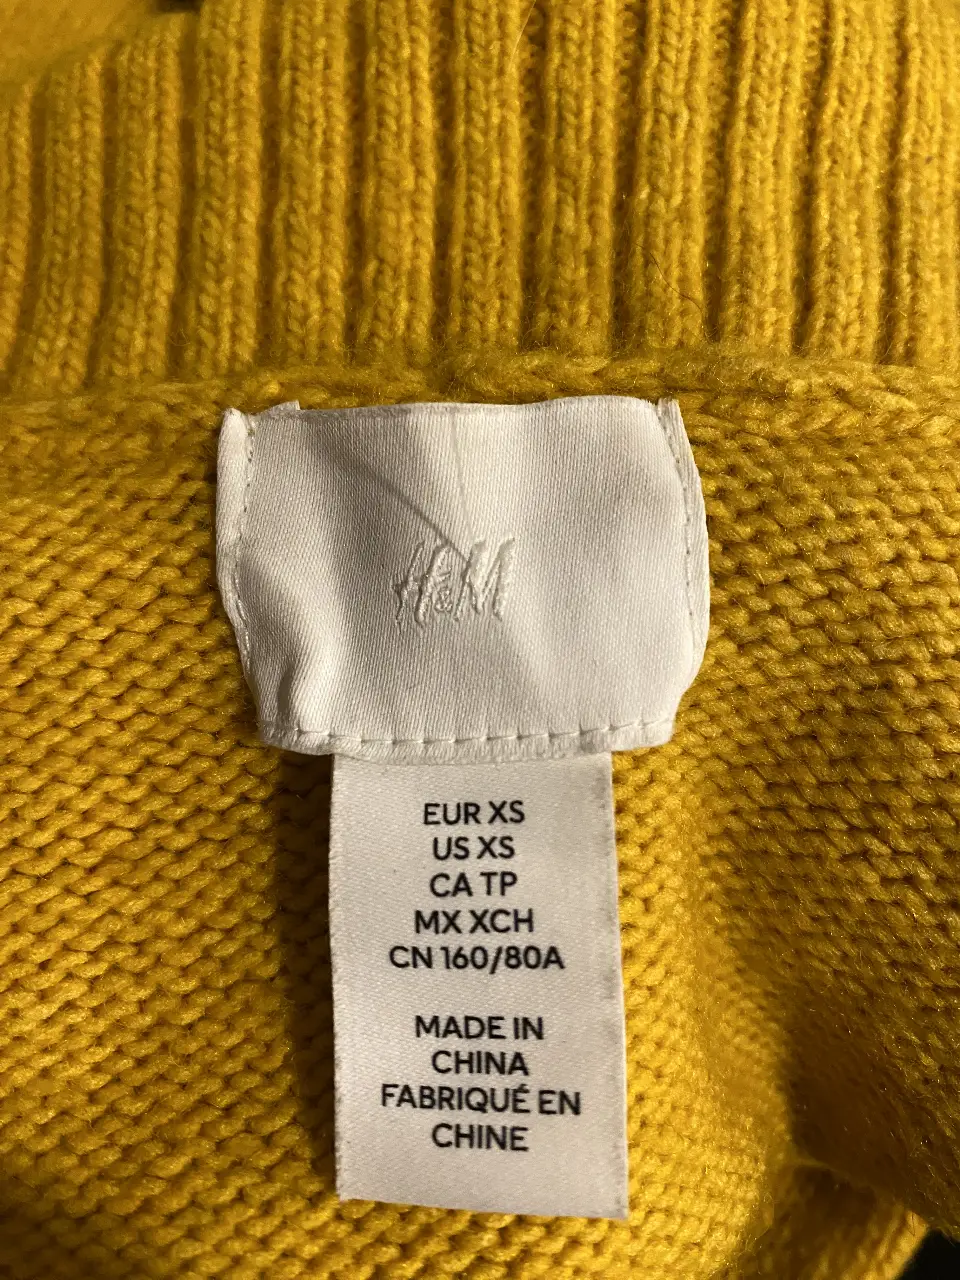 H&M
EUR XS
US XS
CA TP
MX XCH
CN 160/80A
MADE IN
CHINA
FABRIQUÉ EN
CHINE